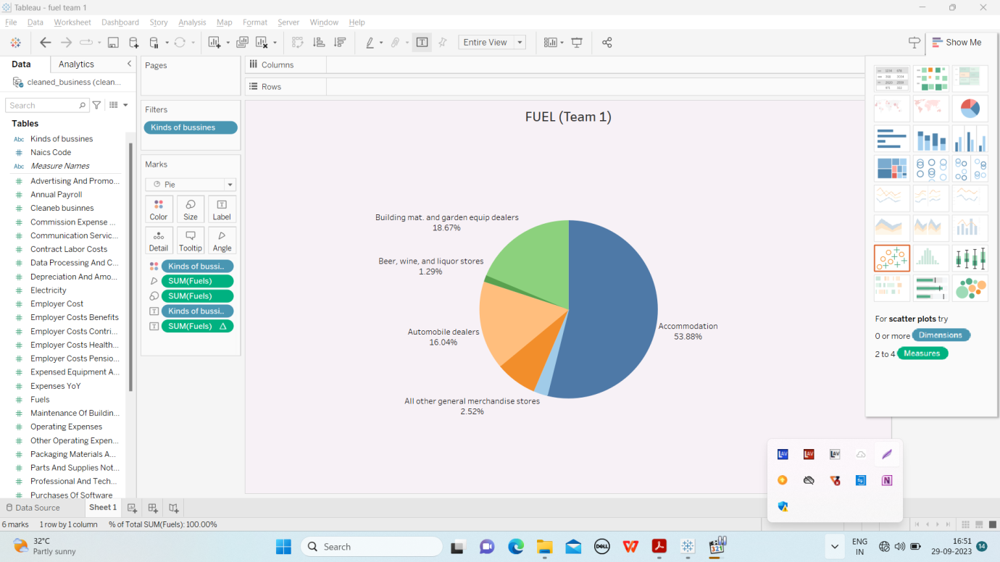 Tableau - fuel team 1
File Data Worksheet Dashboard Story Analysis Map Format Server Window Help
Entire View
Show Me
Data Analytics
cleaned_business (clean...
Search
Tables
Abc Kinds of bussines
# Naics Code
Abc Measure Names
# Advertising And Promo...
# Annual Payroll
# Cleaneb businnes
# Commission Expense ...
# Communication Servic...
# Contract Labor Costs
# Data Processing And C...
# Depreciation And Amo...
# Electricity
# Employer Cost
# Employer Costs Benefits
# Employer Costs Contri...
# Employer Costs Health...
# Employer Costs Pensio...
# Expensed Equipment A...
# Expenses YoY
# Fuels
# Maintenance Of Buildin...
# Operating Expenses
# Other Operating Expen...
# Packaging Materials A...
# Parts And Supplies Not...
# Professional And Tech...
# Purchases Of Software
Pages
Filters
Kinds of bussines
Marks
Pie
Color Size Label
Detail Tooltip Angle
Kinds of bussi..
SUM(Fuels)
SUM(Fuels)
Kinds of bussi..
SUM(Fuels) △
Columns
Rows
FUEL (Team 1)
Building mat. and garden equip dealers
18.67%
Beer, wine, and liquor stores
1.29%
Automobile dealers
16.04%
Accommodation
53.88%
All other general merchandise stores
2.52%
For scatter plots try
0 or more Dimensions
2 to 4 Measures
LAV LAV LAV
Data Source Sheet 1
6 marks 1 row by 1 column % of Total SUM(Fuels): 100.00%
32°C
Partly sunny
Search
DELL
321
ENG
IN
16:51
29-09-2023
14